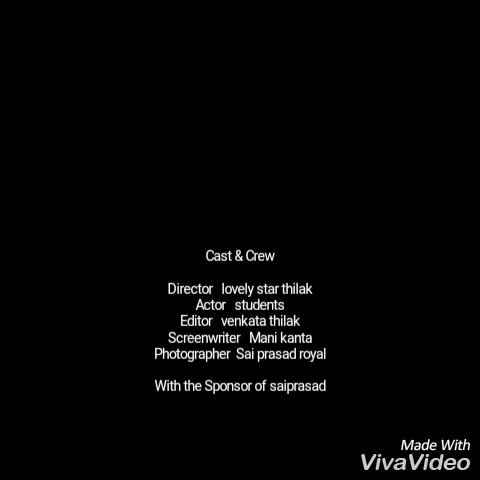 Cast & Crew
Director lovely star thilak
Actor students
Editor venkata thilak
Screenwriter Mani kanta
Photographer Sai prasad royal
With the Sponsor of saiprasad
Made With
VivaVideo